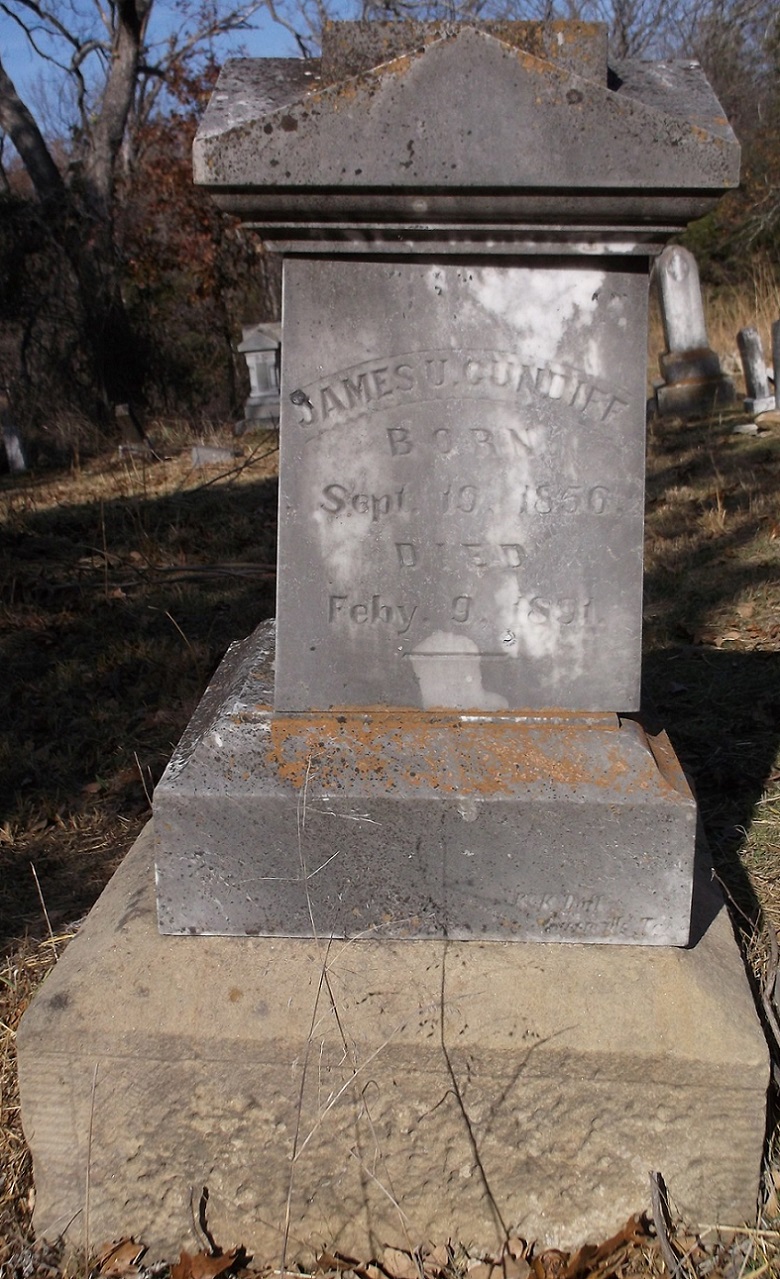 JAMES U. CUNDIFF
BORN
Sept. 19. 1856.
DIED
Feby. 9. 1891.